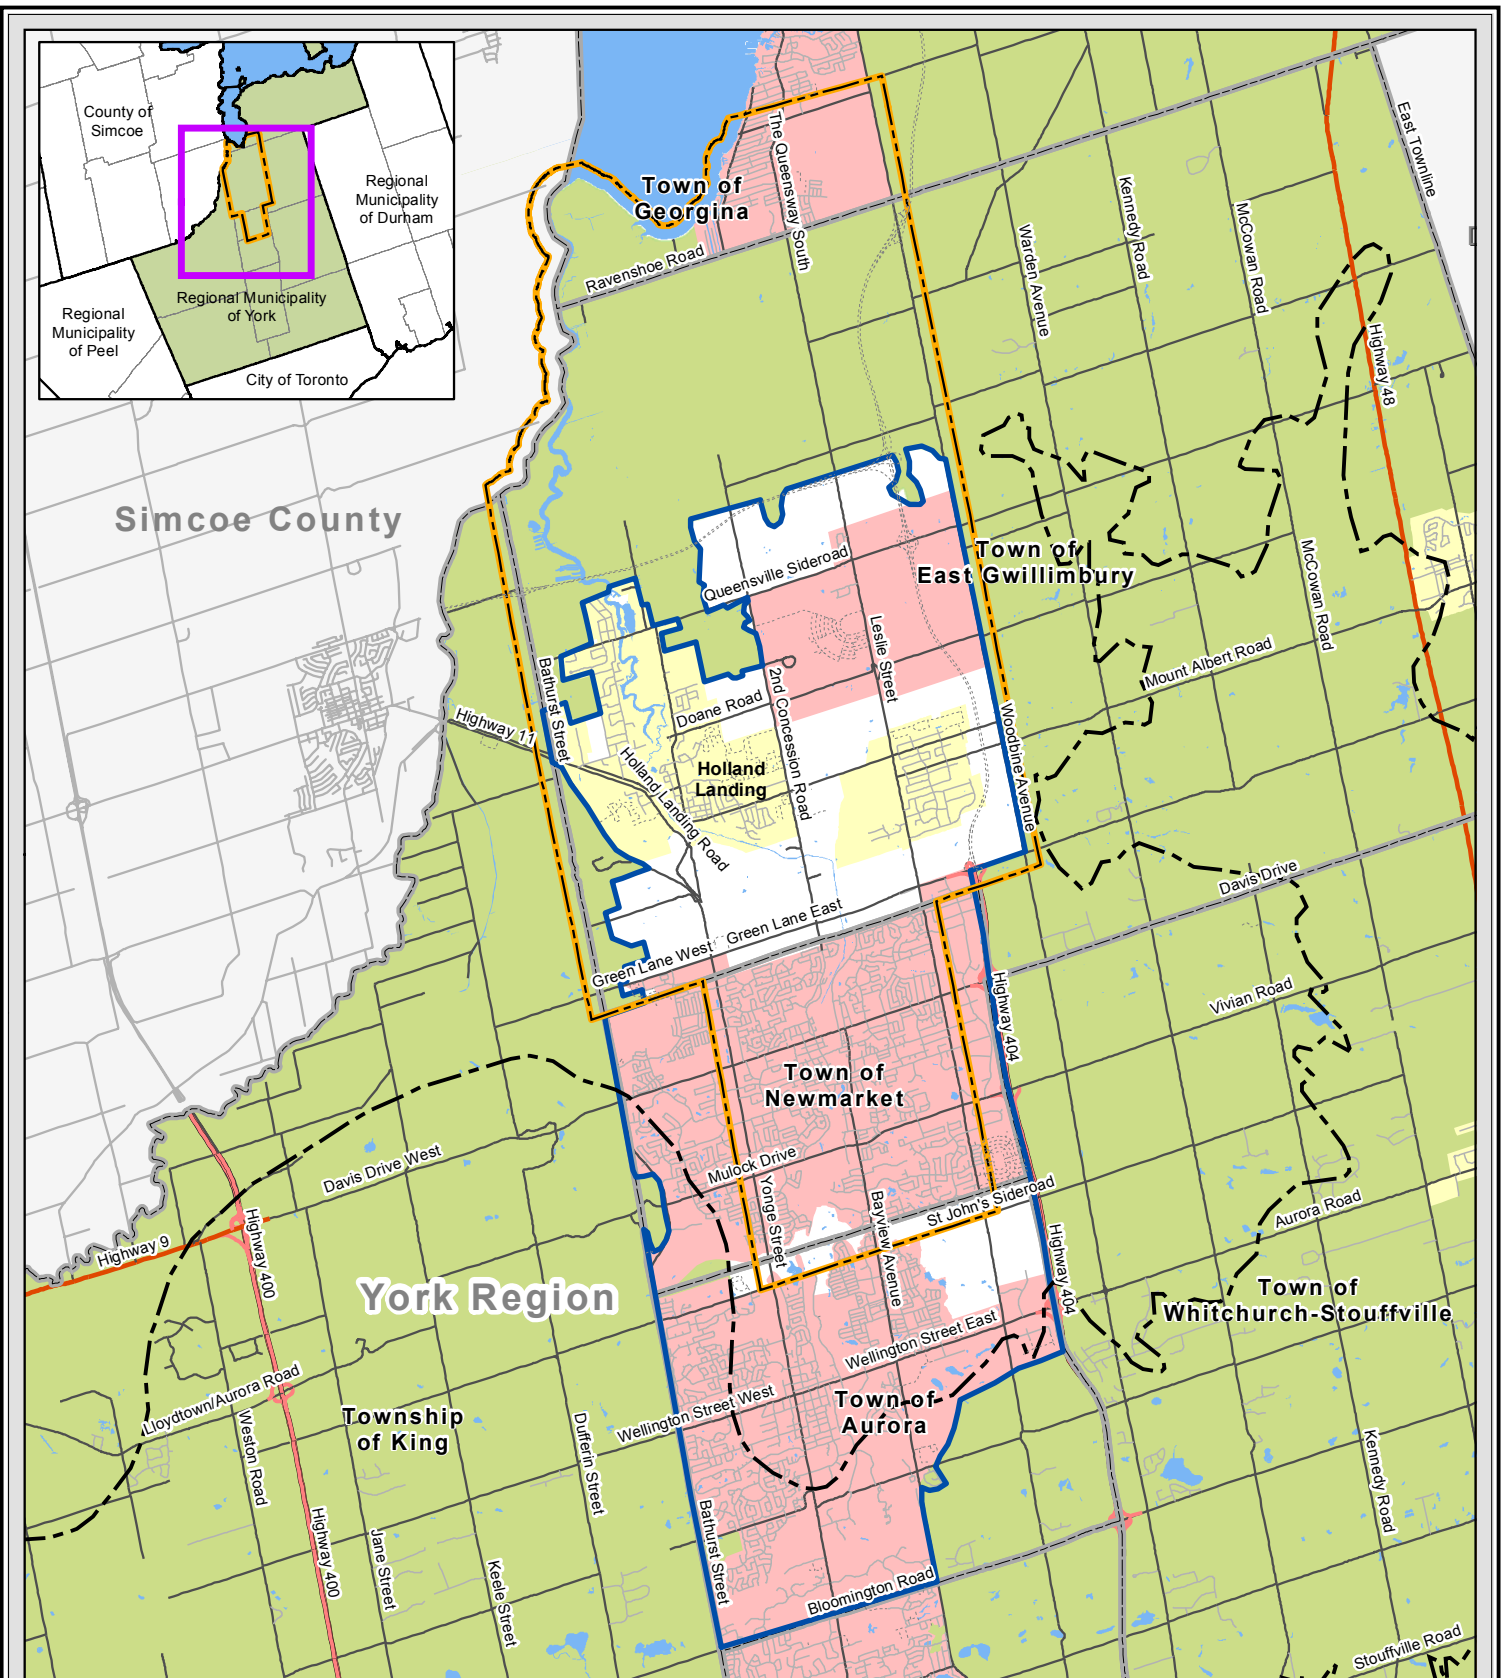 County of
Simcoe
Regional
Municipality
of Durham
Regional Municipality
of York
Regional
Municipality
of Peel
City of Toronto
Town of
Georgina
The Queensway South
Ravenshoe Road
Warden Avenue
Kennedy Road
McCowan Road
East Townline
Highway 48
Simcoe County
Queensville Sideroad
Town of
East Gwillimbury
McCowan Road
Leslie Street
Mount Albert Road
Bathurst Street
Highway 11
Doane Road
2nd Concession Road
Woodbine Avenue
Holland
Landing
Holland Landing Road
Davis Drive
Green Lane East
Green Lane West
Highway 404
Vivian Road
Town of
Newmarket
Mulock Drive
Davis Drive West
Yonge Street
Bayview Avenue
St John's Sideroad
Aurora Road
Highway 9
Highway 400
Highway 404
York Region
Town of
Whitchurch-Stouffville
Wellington Street East
Lloydtown/Aurora Road
Wellington Street West
Town of
Aurora
Township
of King
Weston Road
Dufferin Street
Kennedy Road
Highway 400
Jane Street
Keele Street
Bathurst Street
Bloomington Road
Stouffville Road